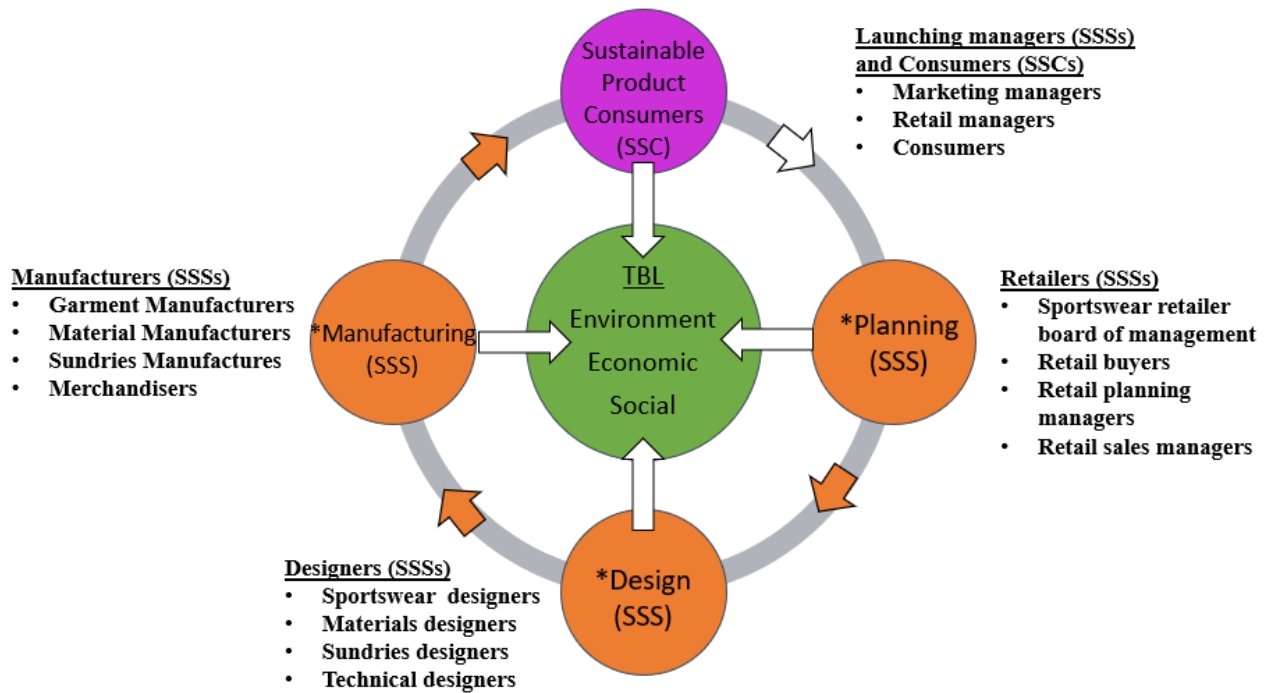 Sustainable
Product
Consumers
(SSC)
Launching managers (SSSs)
and Consumers (SSCs)
• Marketing managers
• Retail managers
• Consumers
Manufacturers (SSSs)
• Garment Manufacturers
• Material Manufacturers
• Sundries Manufactures
• Merchandisers
*Manufacturing
(SSS)
TBL
Environment
Economic
Social
*Planning
(SSS)
Retailers (SSSs)
• Sportswear retailer
board of management
• Retail buyers
• Retail planning
managers
• Retail sales managers
Designers (SSSs)
• Sportswear designers
• Materials designers
• Sundries designers
• Technical designers
*Design
(SSS)